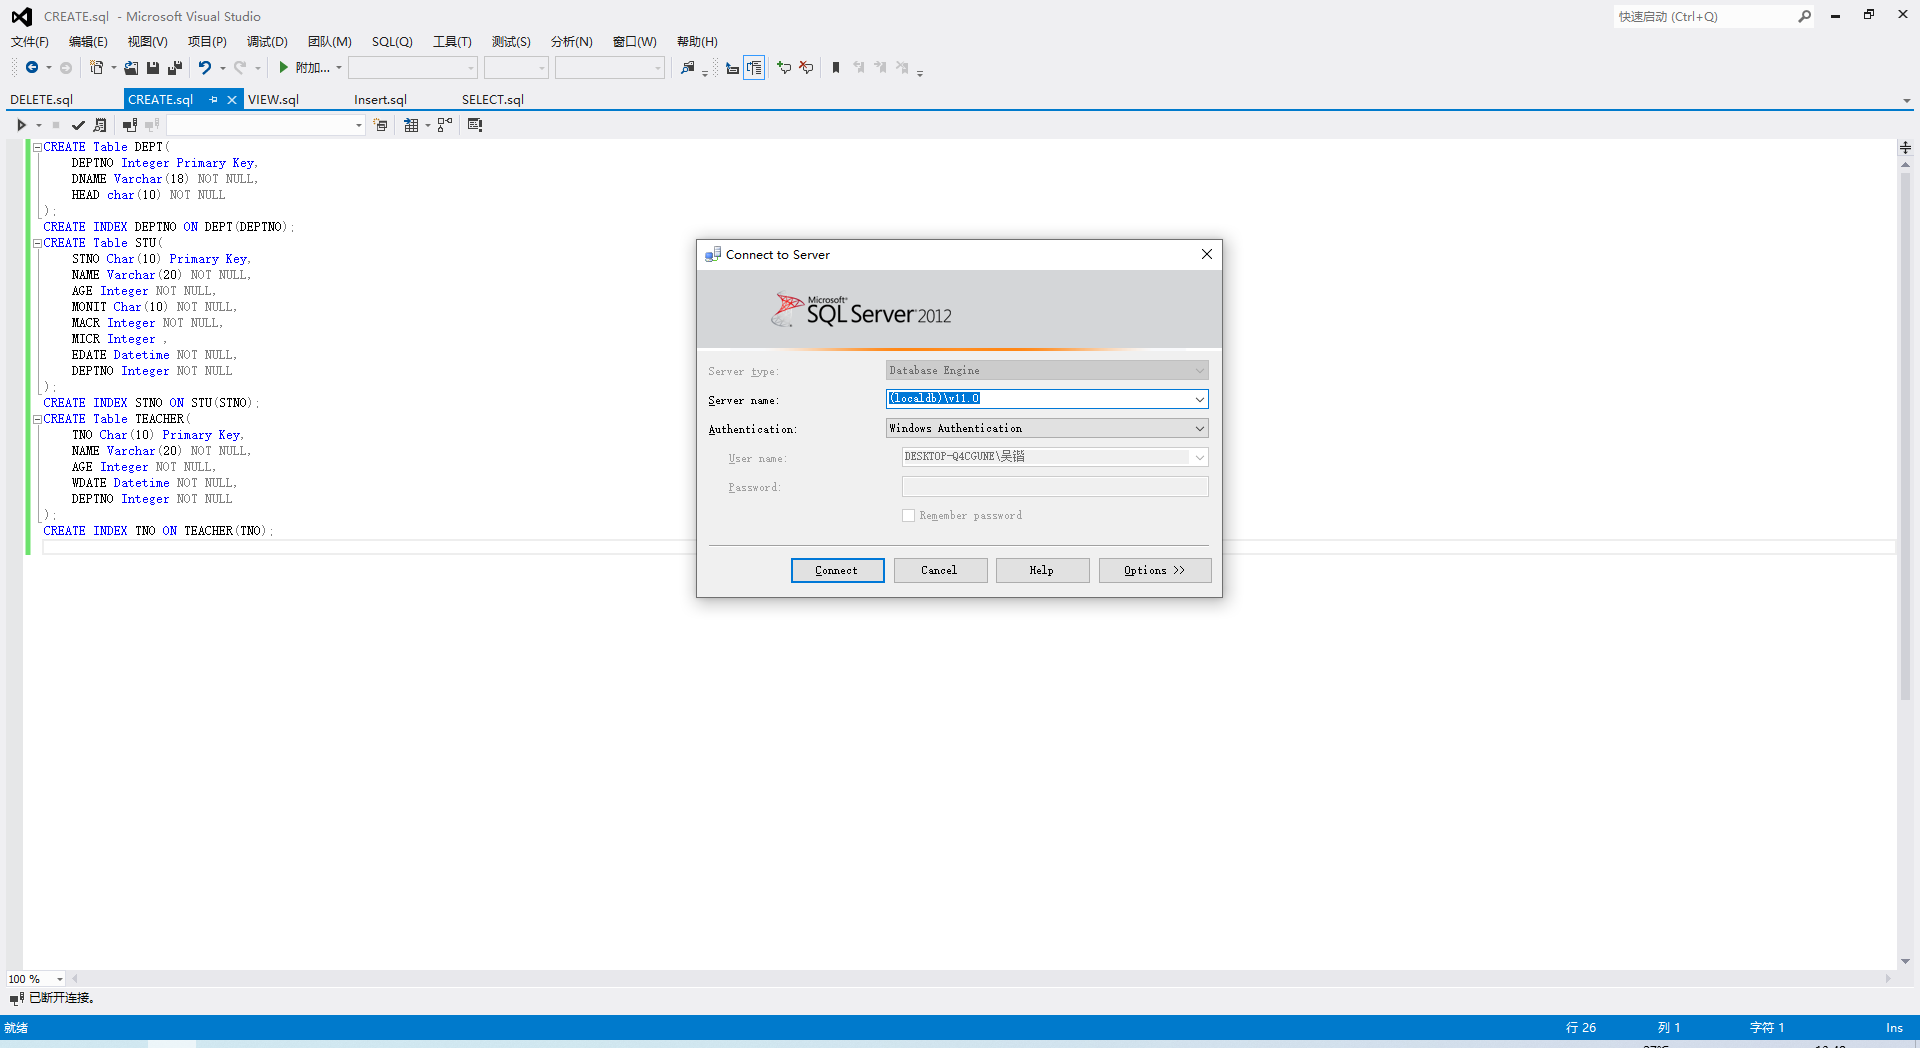 CREATE.sql - Microsoft Visual Studio
快速启动 (Ctrl+Q)
文件(F) 编辑(E) 视图(V) 项目(P) 调试(D) 团队(M) SQL(Q) 工具(T) 测试(S) 分析(N) 窗口(W) 帮助(H)
附加...
DELETE.sql CREATE.sql VIEW.sql Insert.sql SELECT.sql
CREATE Table DEPT(
DEPTNO Integer Primary Key,
DNAME Varchar(18) NOT NULL,
HEAD char(10) NOT NULL
);
CREATE INDEX DEPTNO ON DEPT(DEPTNO);
CREATE Table STU(
STNO Char(10) Primary Key,
NAME Varchar(20) NOT NULL,
AGE Integer NOT NULL,
MONIT Char(10) NOT NULL,
MACR Integer NOT NULL,
MICR Integer ,
EDATE Datetime NOT NULL,
DEPTNO Integer NOT NULL
);
CREATE INDEX STNO ON STU(STNO);
CREATE Table TEACHER(
TNO Char(10) Primary Key,
NAME Varchar(20) NOT NULL,
AGE Integer NOT NULL,
WDATE Datetime NOT NULL,
DEPTNO Integer NOT NULL
);
CREATE INDEX TNO ON TEACHER(TNO);
Connect to Server
Microsoft
SQL Server 2012
Server type: Database Engine
Server name: (localdb)\v11.0
Authentication: Windows Authentication
User name: DESKTOP-Q4CGUNE\吴锴
Password:
Remember password
Connect Cancel Help Options >>
100 %
已断开连接。
就绪 行 26 列 1 字符 1 Ins